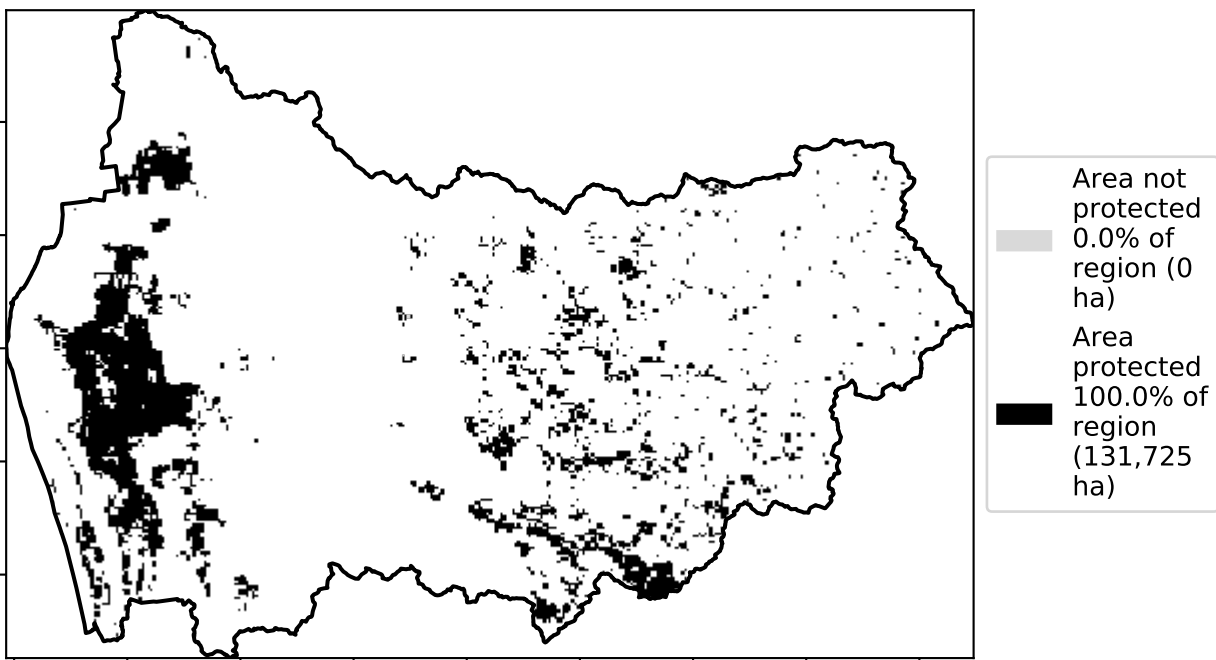 Area not
protected
0.0% of
region (0
ha)
Area
protected
100.0% of
region
(131,725
ha)